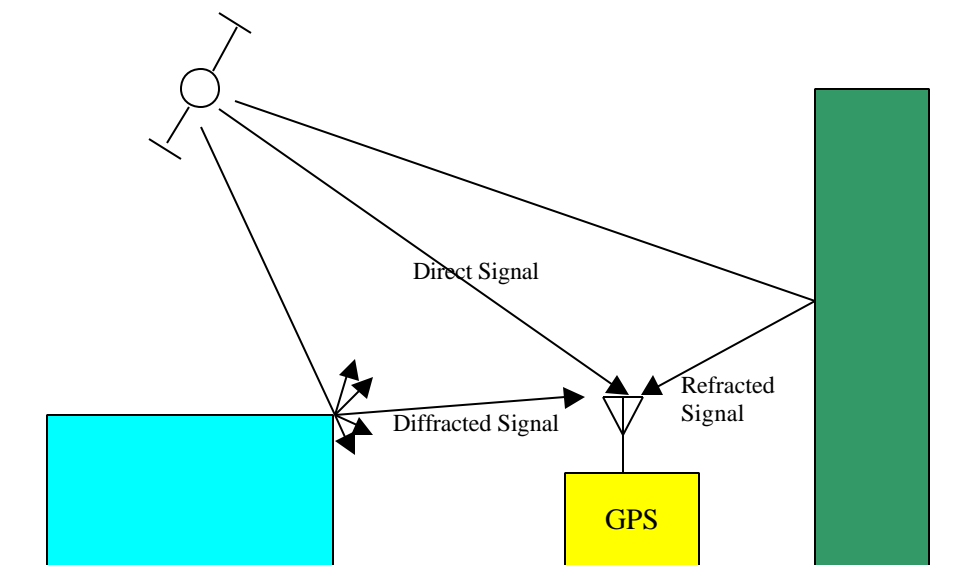 Direct Signal
Refracted
Signal
Diffracted Signal
GPS